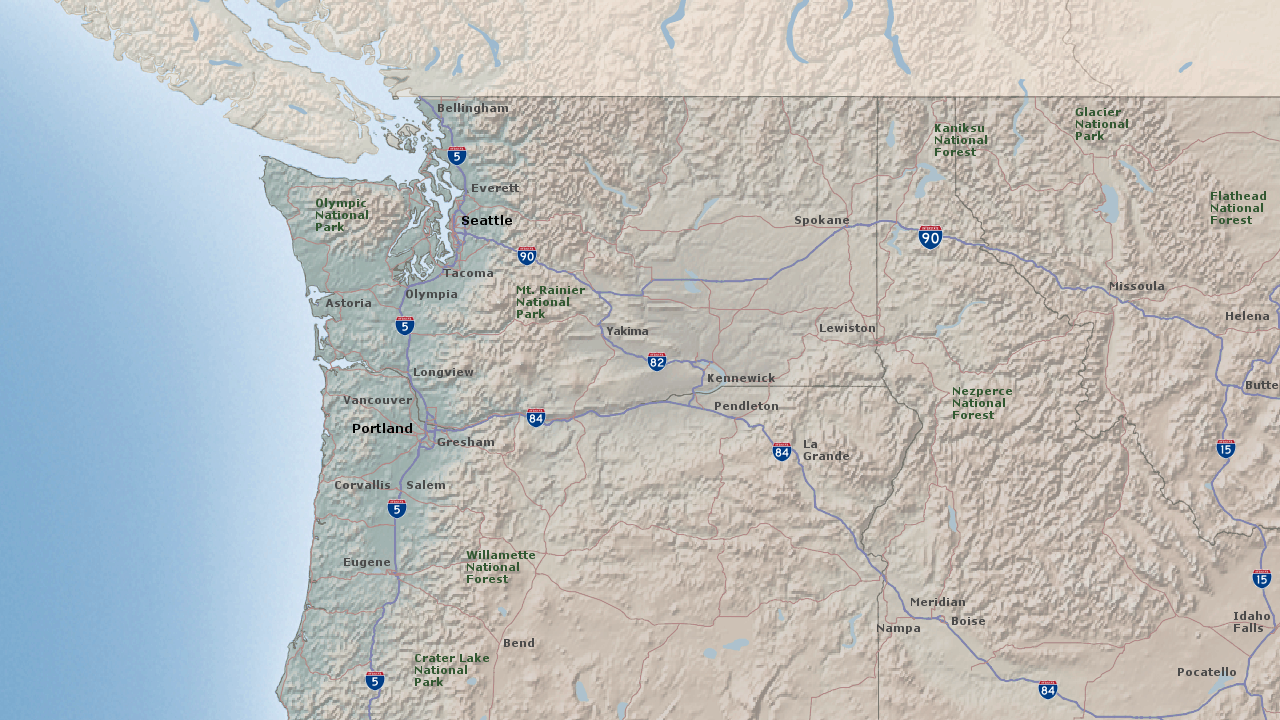 Bellingham
Glacier
National
Park
Kaniksu
National
Forest
5
Everett
Olympic
National
Park
Flathead
National
Forest
Seattle
Spokane
90
90
Tacoma
Olympia
Mt. Rainier
National
Park
Missoula
Astoria
Helena
5
Yakima
Lewiston
82
Longview
Kennewick
Butte
Vancouver
Nezperce
National
Forest
Pendleton
84
Portland
Gresham
84
La
Grande
15
Corvallis
Salem
5
Eugene
Willamette
National
Forest
15
Meridian
Nampa
Boise
Idaho
Falls
Bend
Crater Lake
National
Park
5
Pocatello
84